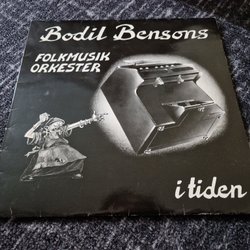 Bodil Bensons
FOLKMUSIK
ORKESTER
i tiden